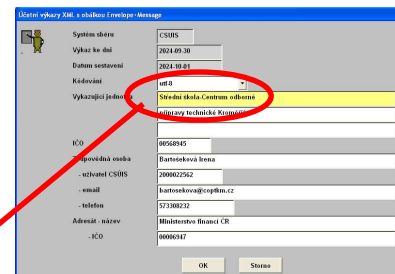 Účetní výkazy XML s obálkou Envelope-Message
Systém sběru CSUIS
Výkaz ke dni 2024-09-30
Datum sestavení 2024-10-01
Kódování utf-8
Vykazující jednotka Střední škola-Centrum odborné
přípravy technické Kroměříž
IČO 00568945
Zodpovědná osoba Bartošeková Irena
- uživatel CSÚIS 2000022562
- email bartosekova@coptkm.cz
- telefon 573308232
Adresát - název Ministerstvo financí ČR
- IČO 00006947
OK Storno